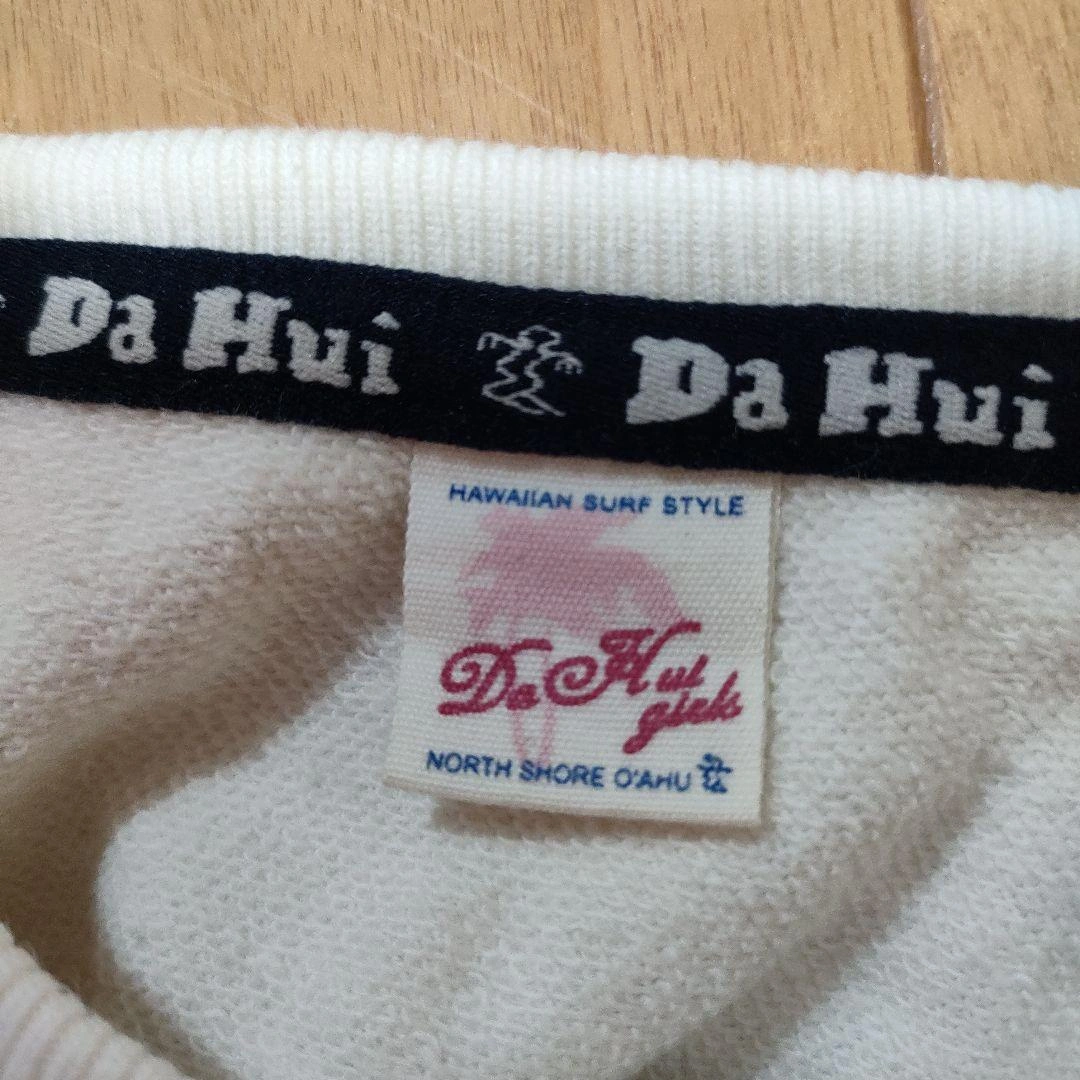 Da Hui Da Hui
HAWAIIAN SURF STYLE
Da Hui
girls
NORTH SHORE O'AHU